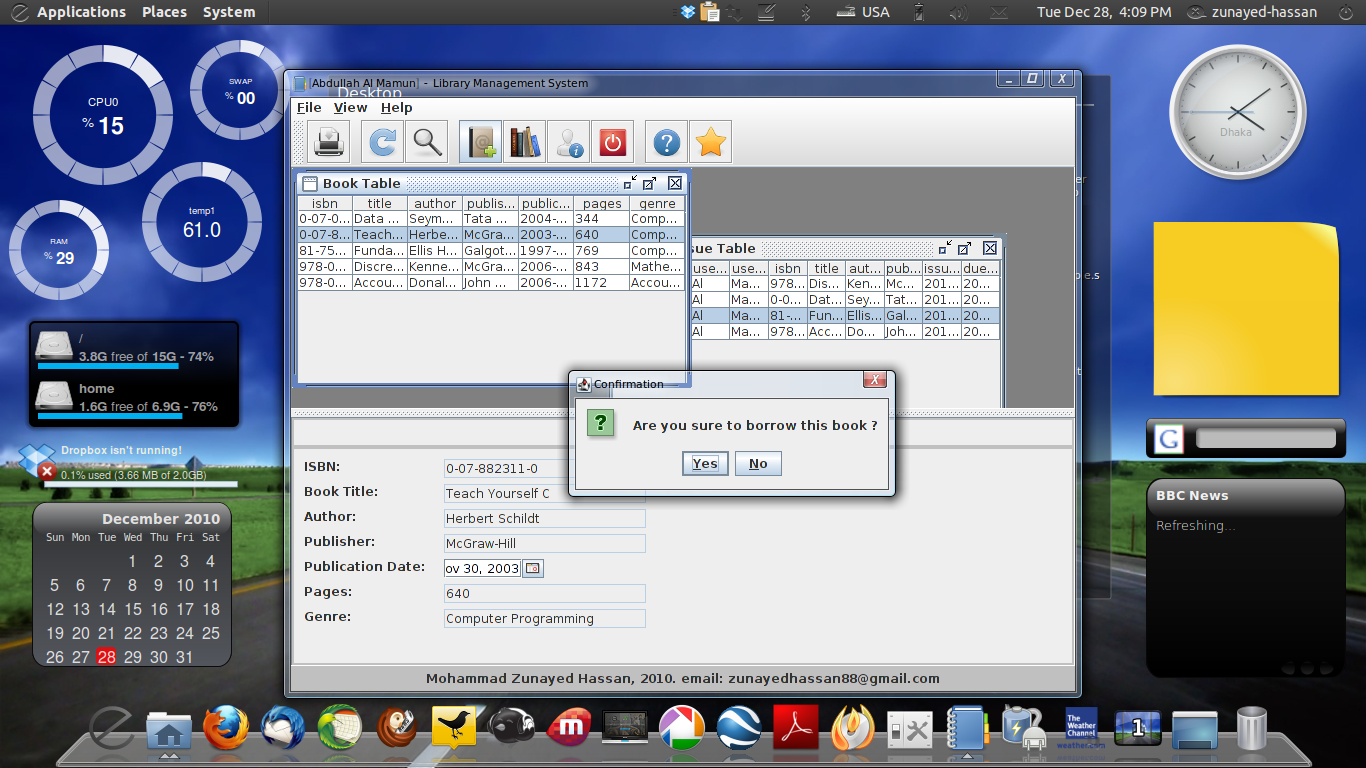 Applications Places System
USA Tue Dec 28, 4:09 PM zunayed-hassan
CPU0
% 15
SWAP
% 00
temp1
61.0
RAM
% 29
/
3.8G free of 15G - 74%
home
1.6G free of 6.9G - 76%
Dropbox isn't running!
0.1% used (3.66 MB of 2.0GB)
December 2010
Sun Mon Tue Wed Thu Fri Sat
1 2 3 4
5 6 7 8 9 10 11
12 13 14 15 16 17 18
19 20 21 22 23 24 25
26 27 28 29 30 31
[Abdullah Al Mamun] - Library Management System
Desktop
File View Help
Book Table
isbn title author publis... public... pages genre
0-07-0... Data ... Seym... Tata ... 2004-... 344 Comp...
0-07-8... Teach... Herbe... McGra... 2003-... 640 Comp...
81-75... Funda... Ellis H... Galgot... 1997-... 769 Comp...
978-0... Discre... Kenne... McGra... 2006-... 843 Mathe...
978-0... Accou... Donal... John ... 2006-... 1172 Accou...
sue Table
use... use... isbn title aut... pub... issu... due...
Al Ma... 978... Dis... Ken... Mc... 201... 20...
Al Ma... 0-0... Dat... Sey... Tat... 201... 20...
Al Ma... 81-... Fun... Ellis... Gal... 201... 20...
Al Ma... 978... Acc... Do... Joh... 201... 20...
Confirmation
Are you sure to borrow this book ?
Yes No
ISBN: 0-07-882311-0
Book Title: Teach Yourself C
Author: Herbert Schildt
Publisher: McGraw-Hill
Publication Date: ov 30, 2003
Pages: 640
Genre: Computer Programming
Mohammad Zunayed Hassan, 2010. email: zunayedhassan88@gmail.com
Dhaka
G
BBC News
Refreshing...
The
Weather
Channel
weather.com
1